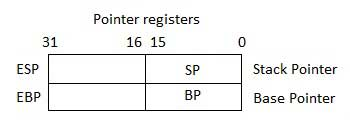 Pointer registers
31 16 15 0
ESP SP Stack Pointer
EBP BP Base Pointer